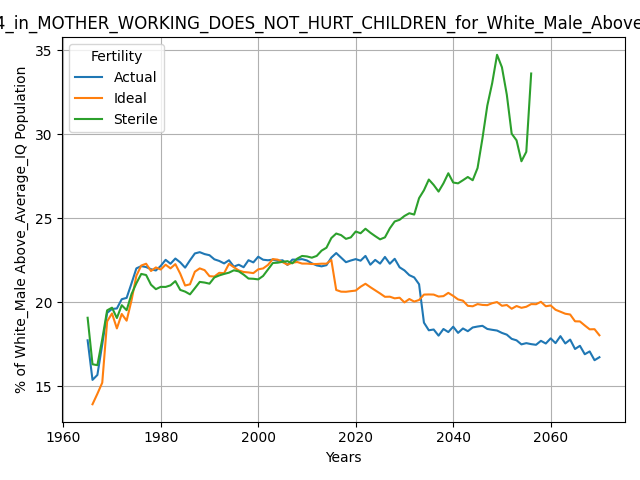 4_in_MOTHER_WORKING_DOES_NOT_HURT_CHILDREN_for_White_Male_Above
% of White_Male Above_Average_IQ Population
35
30
25
20
15
Fertility
Actual
Ideal
Sterile
1960
1980
2000
2020
2040
2060
Years